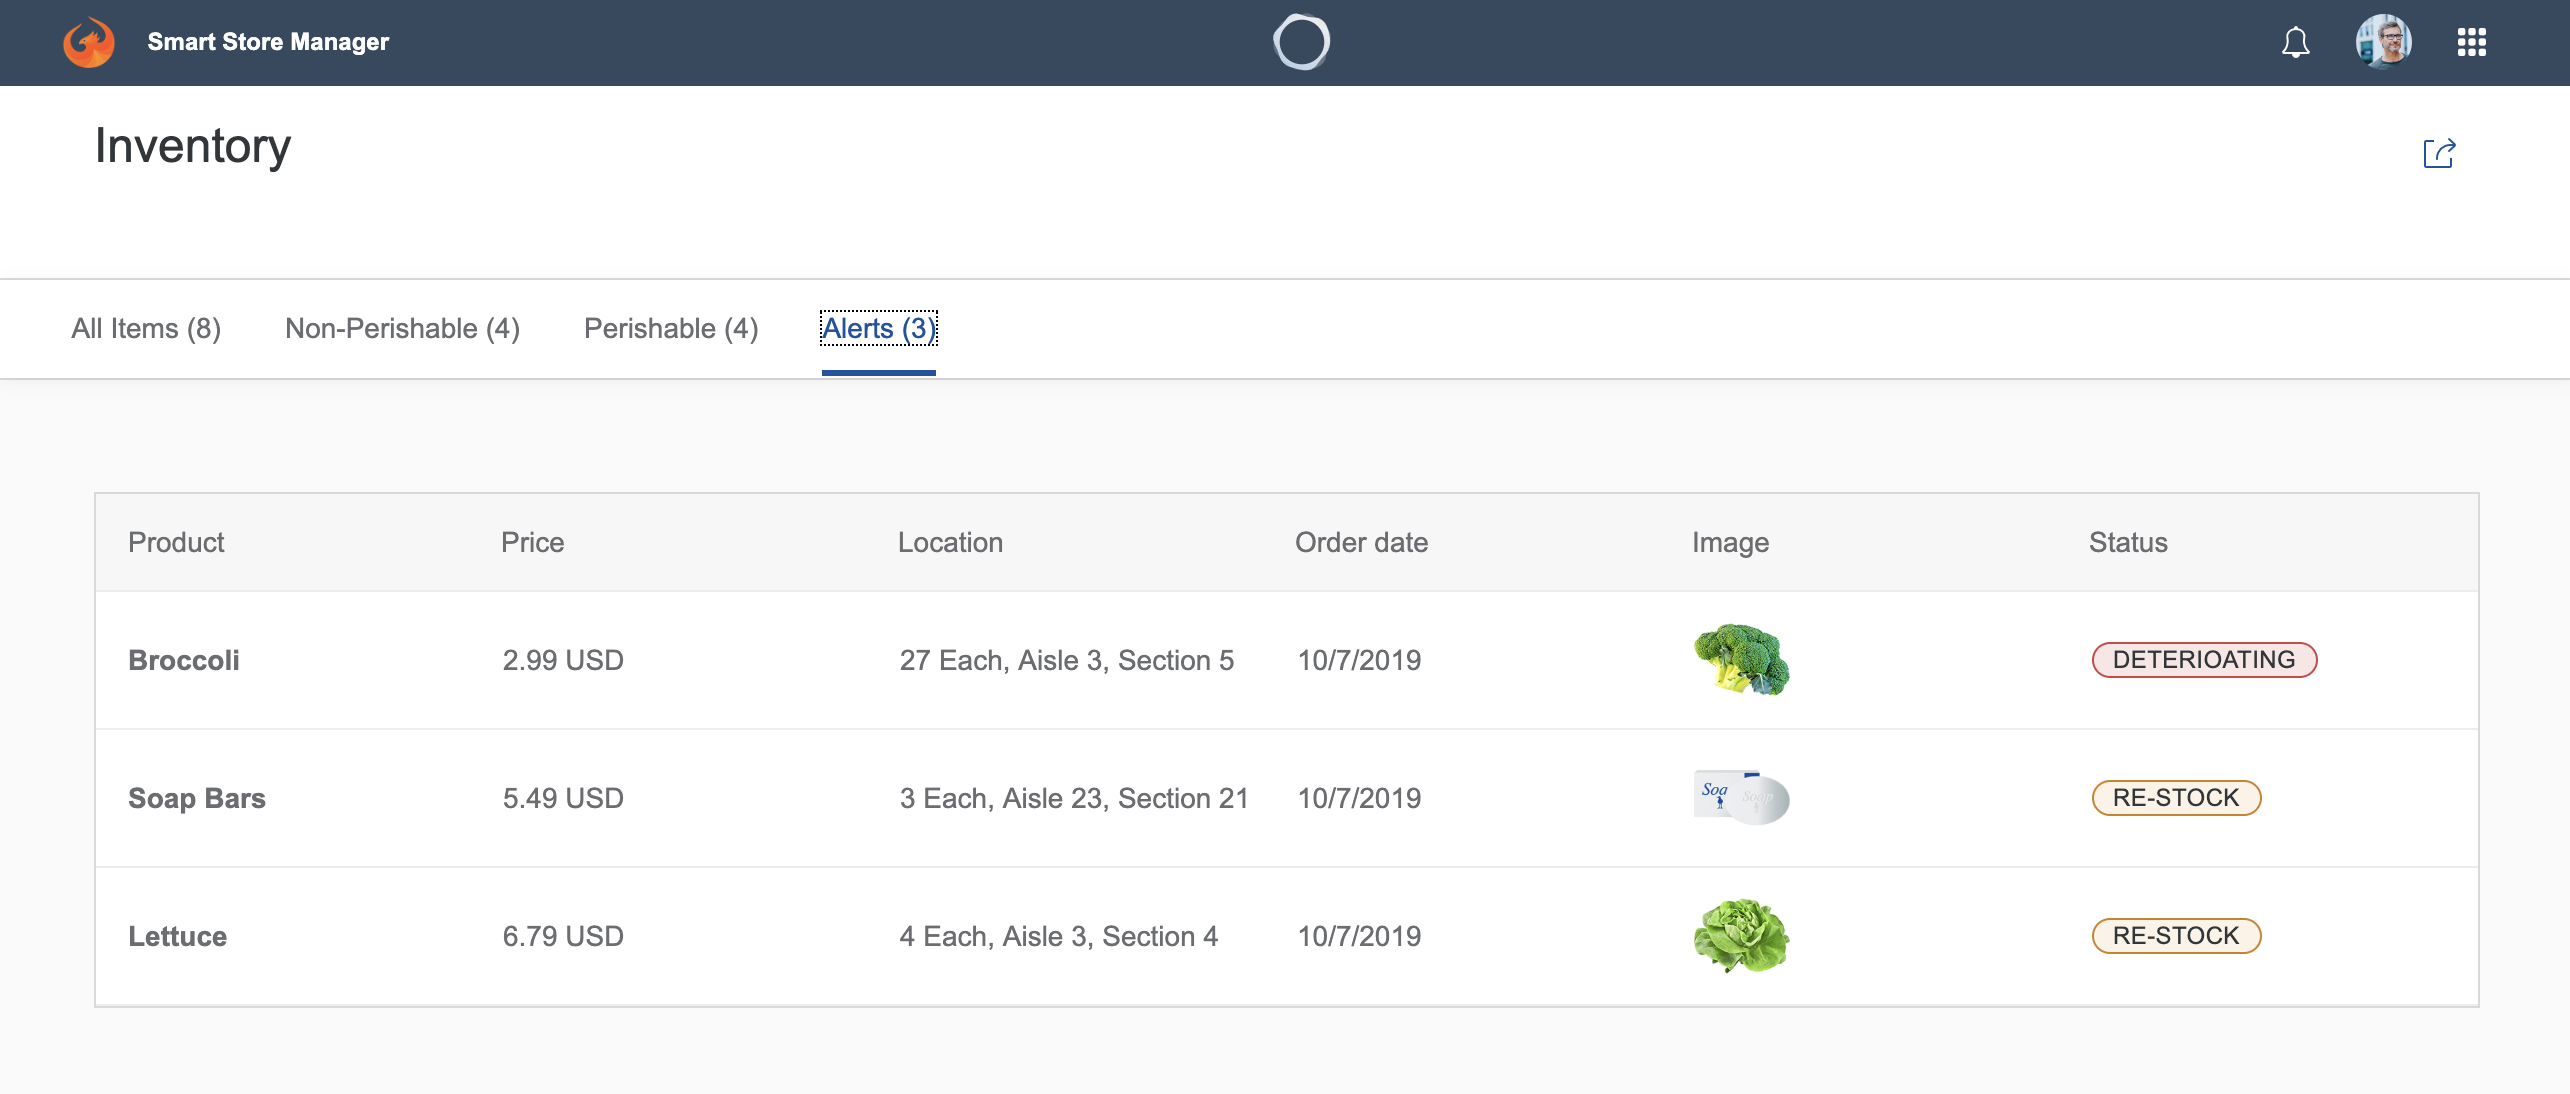 Smart Store Manager
Inventory
All Items (8) Non-Perishable (4) Perishable (4) Alerts (3)
Product Price Location Order date Image Status
Broccoli 2.99 USD 27 Each, Aisle 3, Section 5 10/7/2019 DETERIOATING
Soap Bars 5.49 USD 3 Each, Aisle 23, Section 21 10/7/2019 Soa Soap RE-STOCK
Lettuce 6.79 USD 4 Each, Aisle 3, Section 4 10/7/2019 RE-STOCK